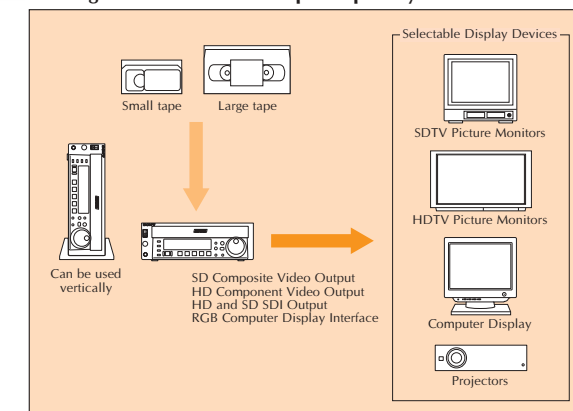 Selectable Display Devices
Small tape
Large tape
SDTV Picture Monitors
HDTV Picture Monitors
Can be used
vertically
SD Composite Video Output
HD Component Video Output
HD and SD SDI Output
RGB Computer Display Interface
Computer Display
Projectors